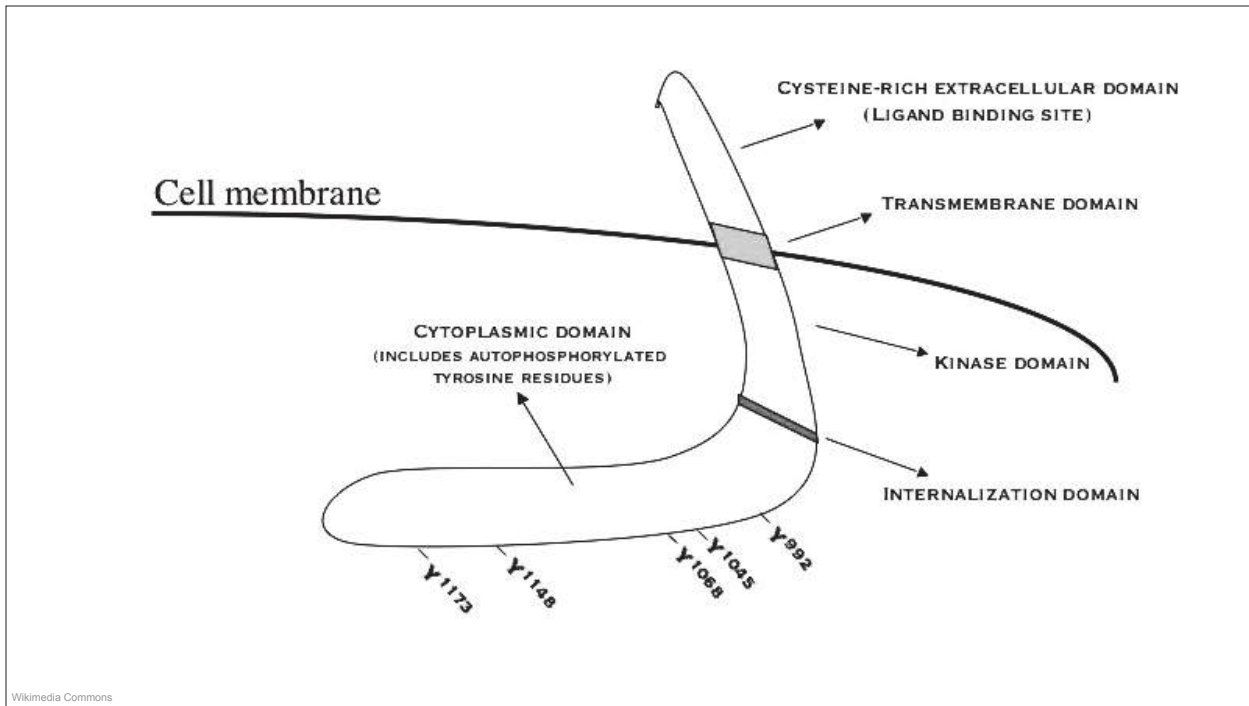 CYSTEINE-RICH EXTRACELLULAR DOMAIN
(LIGAND BINDING SITE)
Cell membrane
TRANSMEMBRANE DOMAIN
CYTOPLASMIC DOMAIN
(INCLUDES AUTOPHOSPHORYLATED
TYROSINE RESIDUES)
KINASE DOMAIN
INTERNALIZATION DOMAIN
Y1173
Y1148
Y1068
Y1045
Y992
Wikimedia Commons